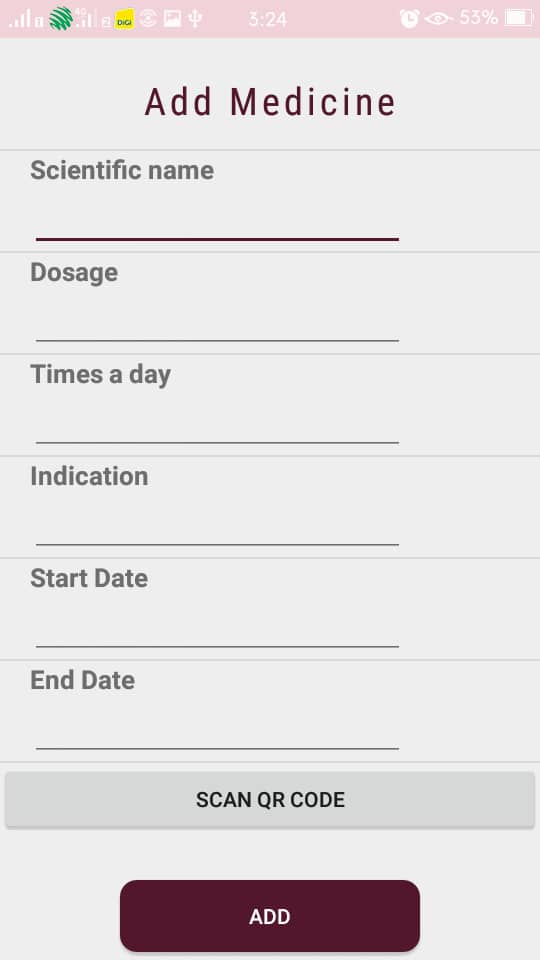 4G DiGi 3:24 53%
Add Medicine
Scientific name
Dosage
Times a day
Indication
Start Date
End Date
SCAN QR CODE
ADD